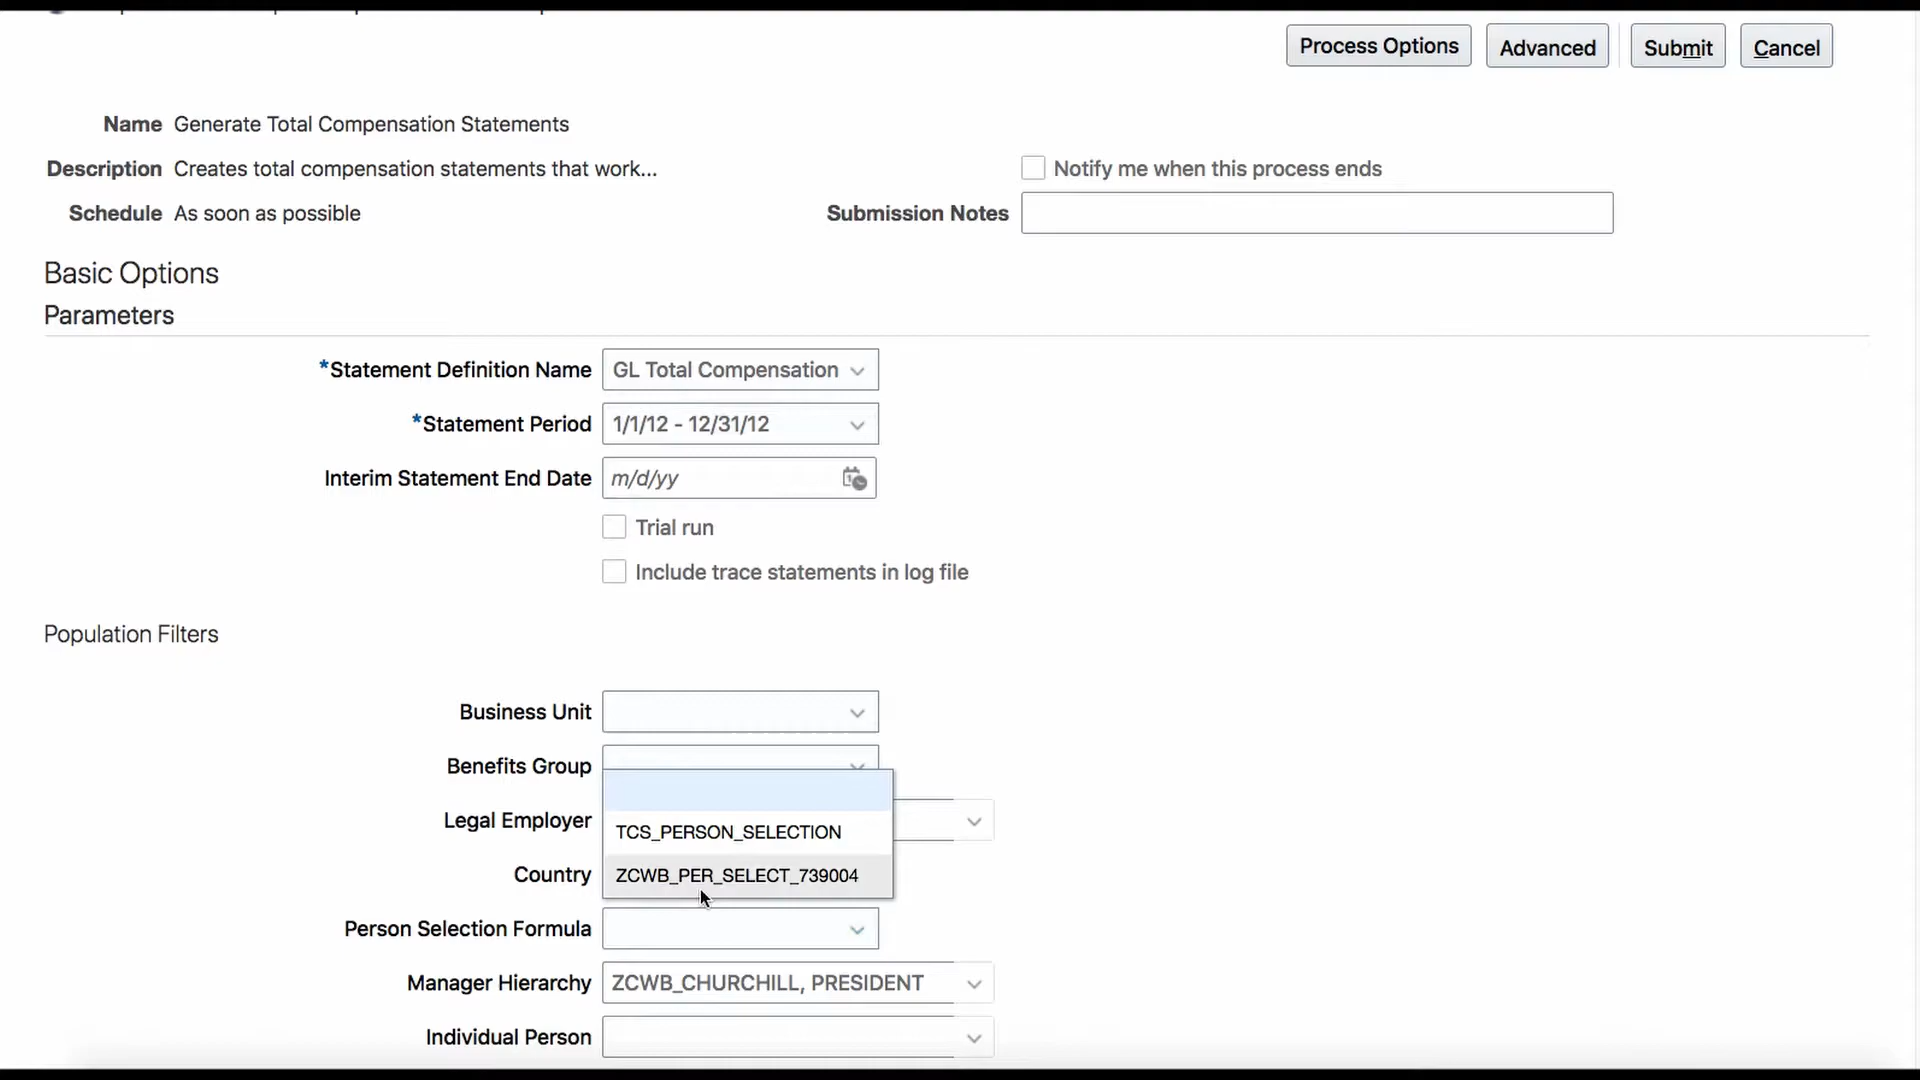 Process Options
Advanced
Submit
Cancel
Name Generate Total Compensation Statements
Description Creates total compensation statements that work...
Notify me when this process ends
Schedule As soon as possible
Submission Notes
Basic Options
Parameters
*Statement Definition Name GL Total Compensation
*Statement Period 1/1/12 - 12/31/12
Interim Statement End Date m/d/yy
Trial run
Include trace statements in log file
Population Filters
Business Unit
Benefits Group
Legal Employer
TCS_PERSON_SELECTION
Country
ZCWB_PER_SELECT_739004
Person Selection Formula
Manager Hierarchy ZCWB_CHURCHILL, PRESIDENT
Individual Person